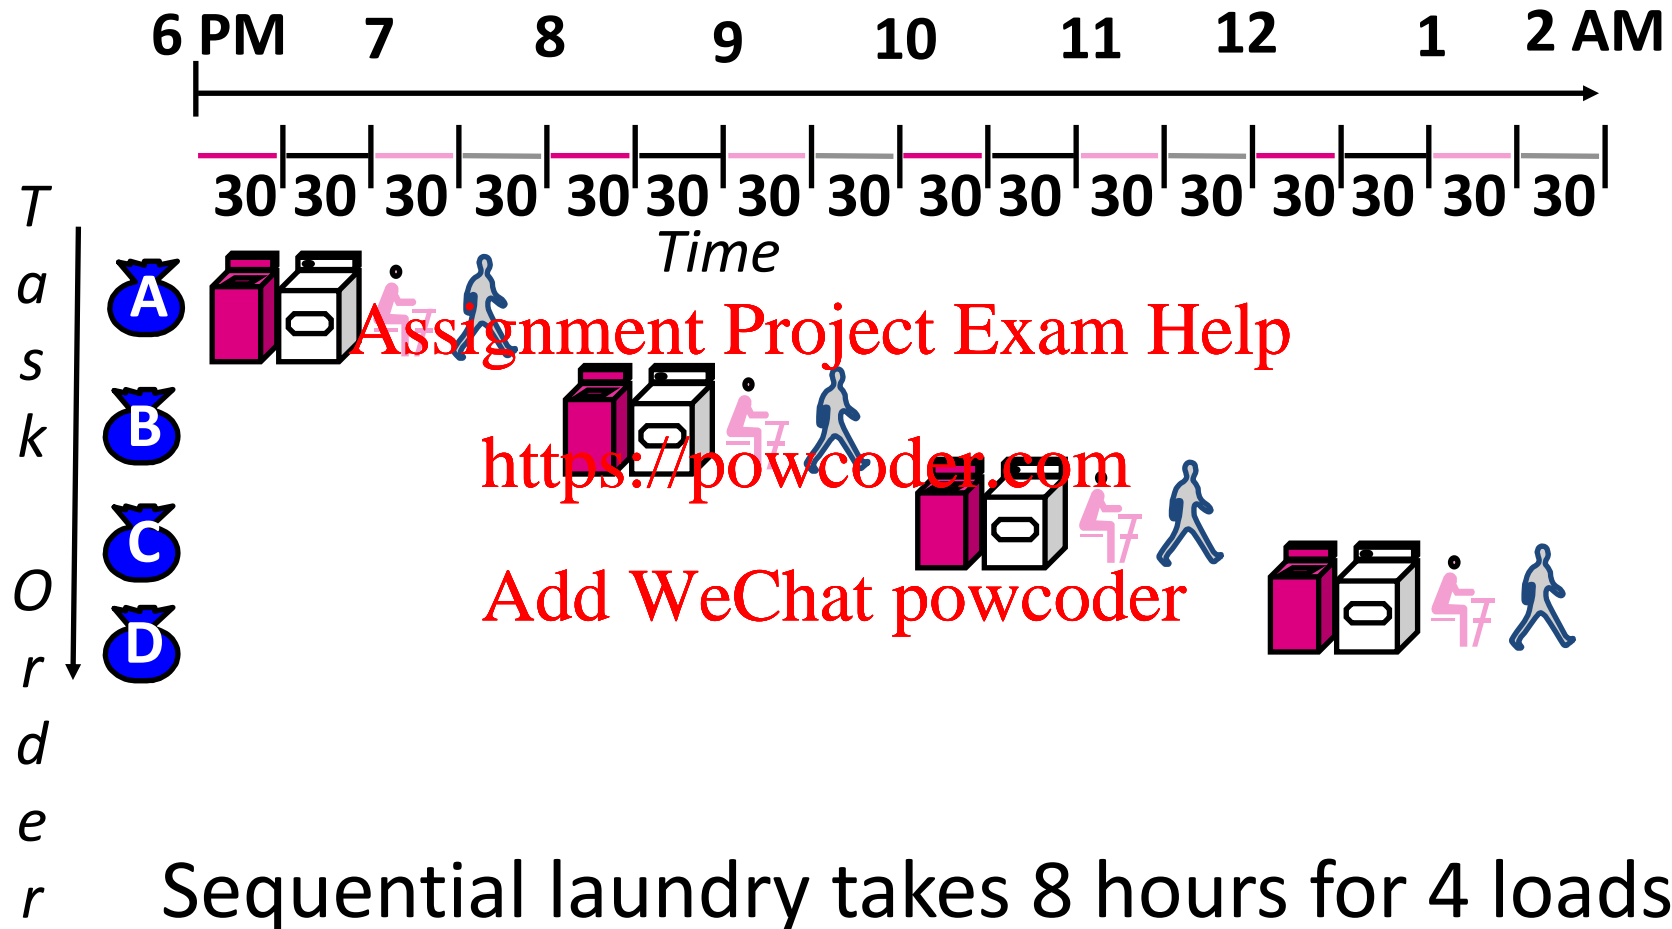 6 PM 7 8 9 10 11 12 1 2 AM
30 30 30 30 30 30 30 30 30 30 30 30 30 30 30 30
Time
Task Order
A
B
C
D
Assignment Project Exam Help
https://powcoder.com
Add WeChat powcoder
Sequential laundry takes 8 hours for 4 loads